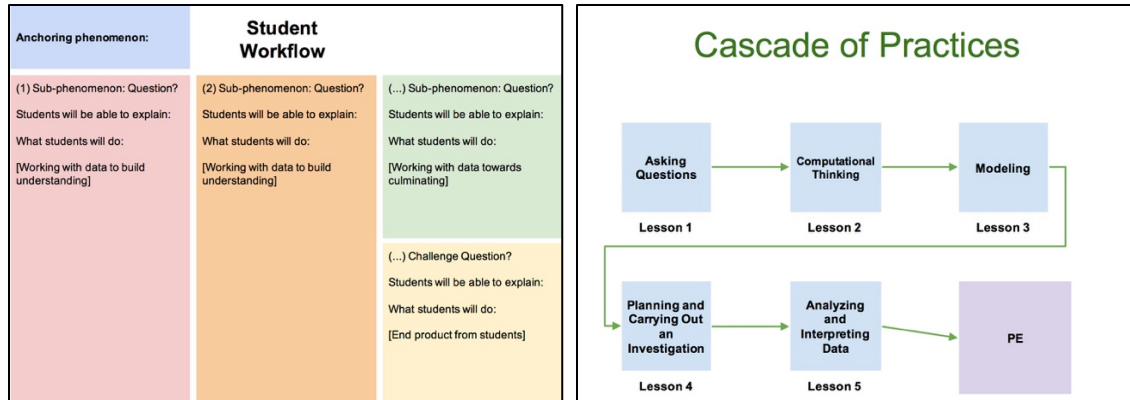 Anchoring phenomenon:
Student
Workflow
(1) Sub-phenomenon: Question?
Students will be able to explain:
What students will do:
[Working with data to build
understanding]
(2) Sub-phenomenon: Question?
Students will be able to explain:
What students will do:
[Working with data to build
understanding]
(...) Sub-phenomenon: Question?
Students will be able to explain:
What students will do:
[Working with data towards
culminating]
(...) Challenge Question?
Students will be able to explain:
What students will do:
[End product from students]
Cascade of Practices
Asking
Questions
Lesson 1
Computational
Thinking
Lesson 2
Modeling
Lesson 3
Planning and
Carrying Out
an
Investigation
Lesson 4
Analyzing
and
Interpreting
Data
Lesson 5
PE